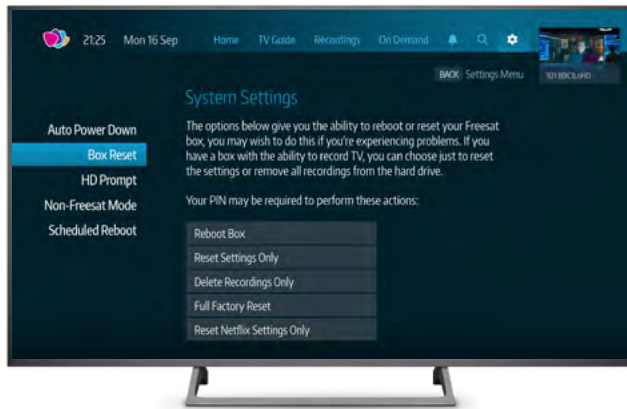 21:25 Mon 16 Sep Home TV Guide Recordings On Demand
BACK Settings Menu
101 BBC 1 LoHD
System Settings
Auto Power Down
Box Reset
HD Prompt
Non-Freesat Mode
Scheduled Reboot
The options below give you the ability to reboot or reset your Freesat
box, you may wish to do this if you're experiencing problems. If you
have a box with the ability to record TV, you can choose just to reset
the settings or remove all recordings from the hard drive.
Your PIN may be required to perform these actions:
Reboot Box
Reset Settings Only
Delete Recordings Only
Full Factory Reset
Reset Netflix Settings Only